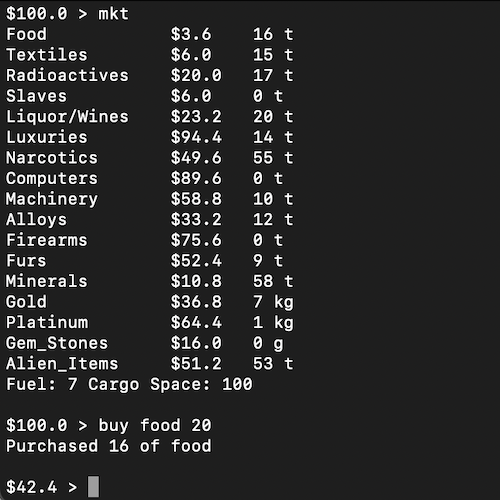 $100.0 > mkt
Food $3.6 16 t
Textiles $6.0 15 t
Radioactives $20.0 17 t
Slaves $6.0 0 t
Liquor/Wines $23.2 20 t
Luxuries $94.4 14 t
Narcotics $49.6 55 t
Computers $89.6 0 t
Machinery $58.8 10 t
Alloys $33.2 12 t
Firearms $75.6 0 t
Furs $52.4 9 t
Minerals $10.8 58 t
Gold $36.8 7 kg
Platinum $64.4 1 kg
Gem_Stones $16.0 0 g
Alien_Items $51.2 53 t
Fuel: 7 Cargo Space: 100
$100.0 > buy food 20
Purchased 16 of food
$42.4 >